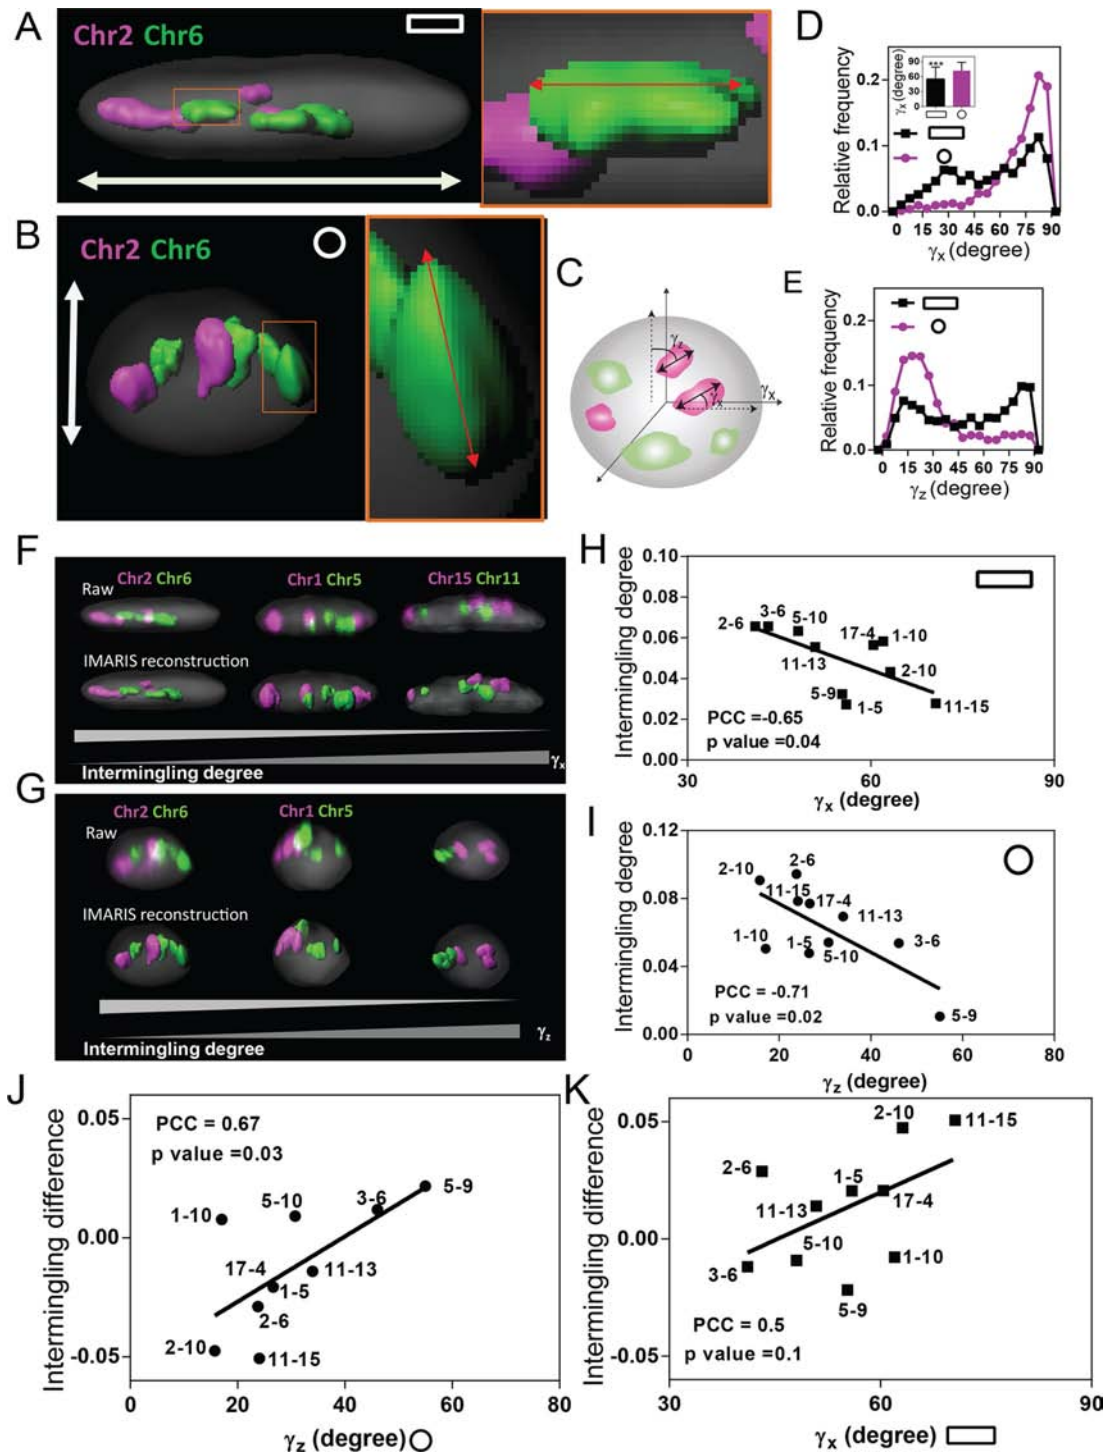 A
Chr2 Chr6
B
Chr2 Chr6
C
γz
γx
γx
D
Relative frequency
0.2
0.1
0.0
γx (degree)
90
60
30
0
***
0 15 30 45 60 75 90
γx (degree)
E
Relative frequency
0.2
0.1
0.0
0 15 30 45 60 75 90
γz (degree)
F
Chr2 Chr6
Chr1 Chr5
Chr15 Chr11
Raw
IMARIS reconstruction
γx
Intermingling degree
G
Chr2 Chr6
Chr1 Chr5
Raw
IMARIS reconstruction
γz
Intermingling degree
H
Intermingling degree
0.10
0.08
0.06
0.04
0.02
0.00
2-6
3-6
5-10
11-13
17-4
1-10
2-10
5-9
1-5
11-15
PCC =-0.65
p value =0.04
30 60 90
γx (degree)
I
Intermingling degree
0.12
0.08
0.04
0.00
2-10
2-6
11-15
17-4
11-13
1-10
1-5
5-10
3-6
5-9
PCC = -0.71
p value =0.02
0 20 40 60 80
γz (degree)
J
Intermingling difference
0.05
0.00
-0.05
PCC = 0.67
p value =0.03
1-10
5-10
3-6
5-9
17-4
11-13
1-5
2-6
2-10
11-15
0 20 40 60 80
γz (degree)
K
Intermingling difference
0.05
0.00
-0.05
2-10
11-15
2-6
1-5
11-13
17-4
5-10
3-6
1-10
5-9
PCC = 0.5
p value =0.1
30 60 90
γx (degree)